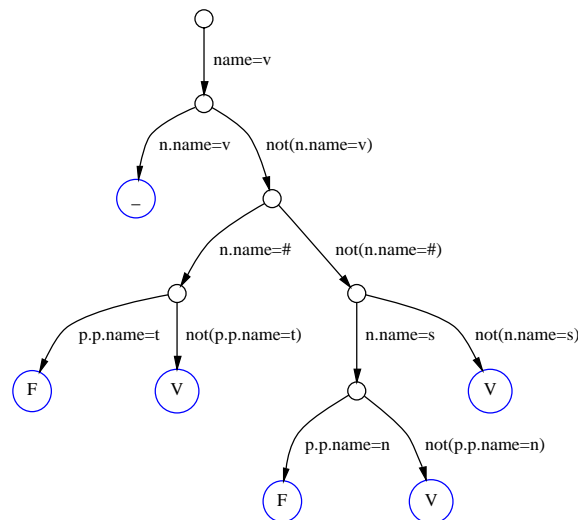 name=v
n.name=v
not(n.name=v)
_
n.name=#
not(n.name=#)
p.p.name=t
not(p.p.name=t)
n.name=s
not(n.name=s)
F
V
V
p.p.name=n
not(p.p.name=n)
F
V